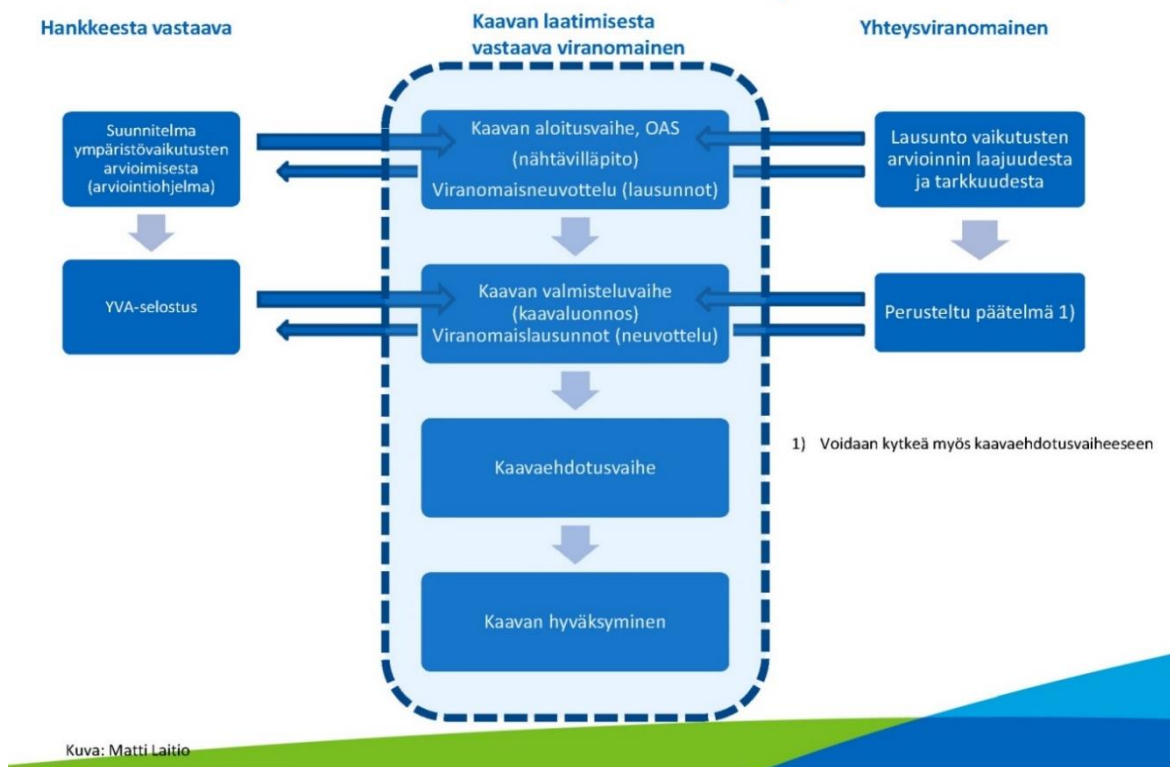 Hankkeesta vastaava
Kaavan laatimisesta
vastaava viranomainen
Yhteysviranomainen
Suunnitelma
ympäristövaikutusten
arvioimisesta
(arviointiohjelma)
Kaavan aloitusvaihe, OAS
(nähtävilläpito)
Viranomaisneuvottelu (lausunnot)
Lausunto vaikutusten
arvioinnin laajuudesta
ja tarkkuudesta
YVA-selostus
Kaavan valmisteluvaihe
(kaavaluonnos)
Viranomaislausunnot (neuvottelu)
Perusteltu päätelmä 1)
1) Voidaan kytkeä myös kaavaehdotusvaiheeseen
Kaavaehdotusvaihe
Kaavan hyväksyminen
Kuva: Matti Laitio